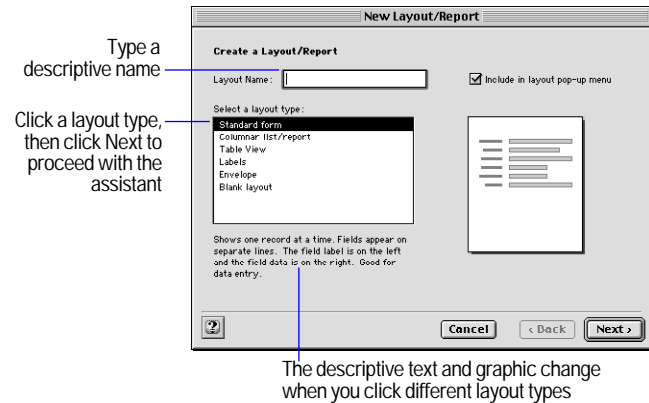 New Layout/Report
Type a
descriptive name
Create a Layout/Report
Layout Name:
Include in layout pop-up menu
Click a layout type,
then click Next to
proceed with the
assistant
Select a layout type:
Standard form
Columnar list/report
Table View
Labels
Envelope
Blank layout
Shows one record at a time. Fields appear on
separate lines. The field label is on the left
and the field data is on the right. Good for
data entry.
?
Cancel
‹ Back
Next ›
The descriptive text and graphic change
when you click different layout types